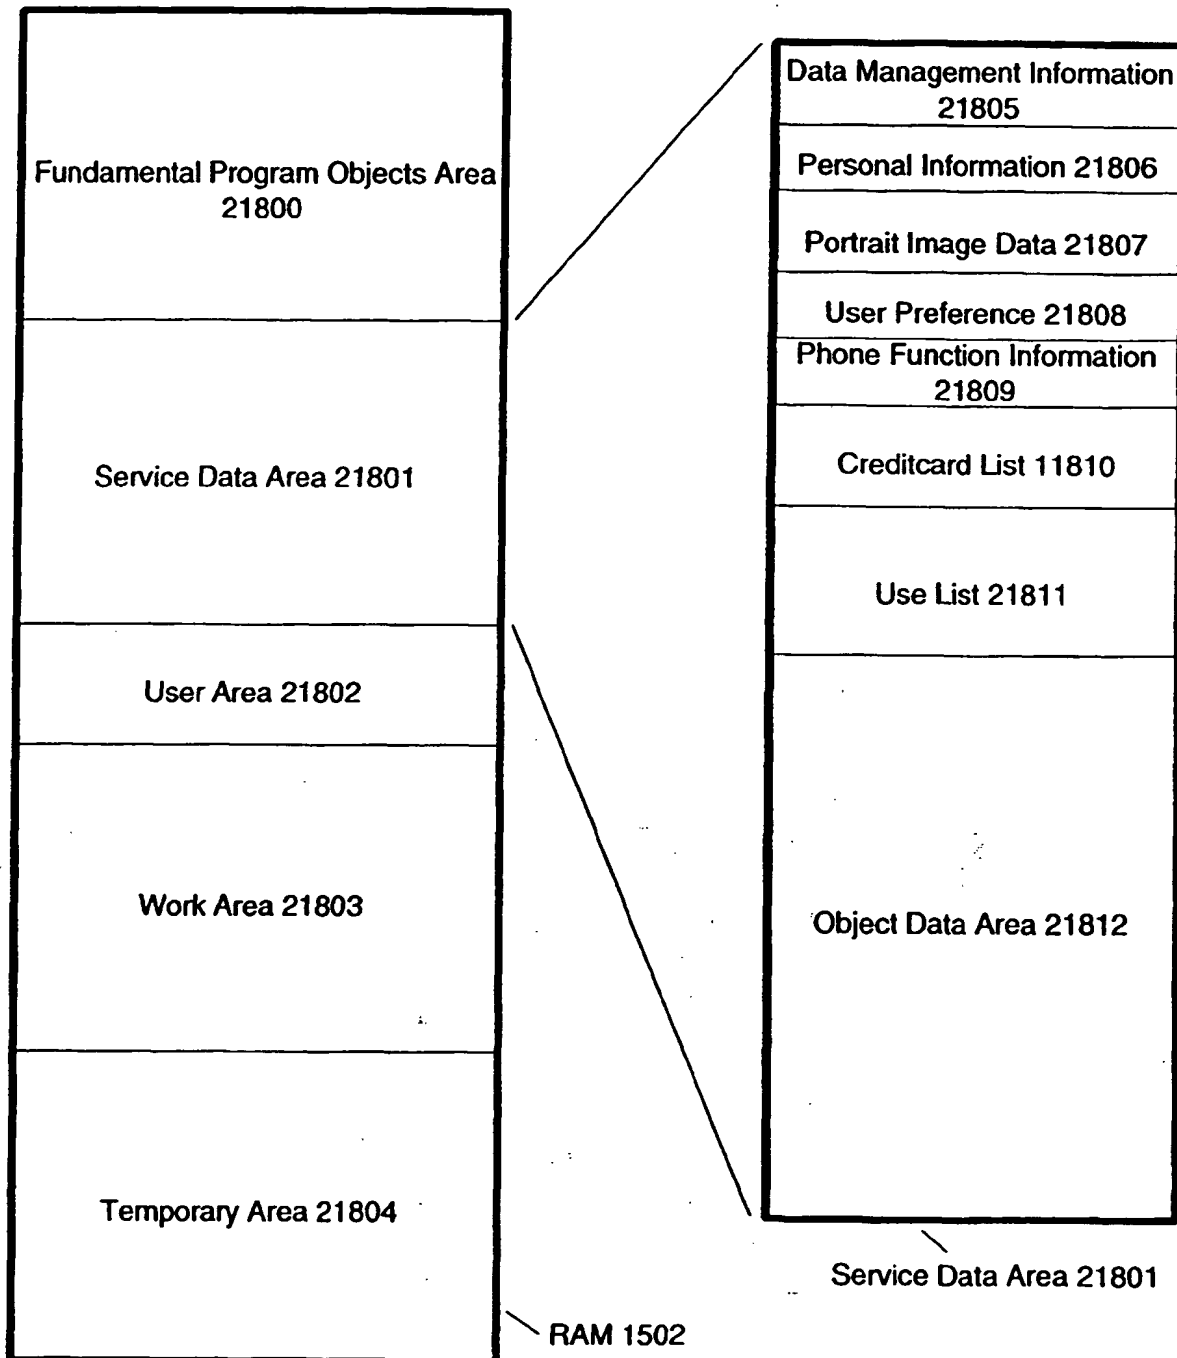 Fundamental Program Objects Area
21800
Service Data Area 21801
User Area 21802
Work Area 21803
Temporary Area 21804
RAM 1502
Data Management Information
21805
Personal Information 21806
Portrait Image Data 21807
User Preference 21808
Phone Function Information
21809
Creditcard List 11810
Use List 21811
Object Data Area 21812
Service Data Area 21801